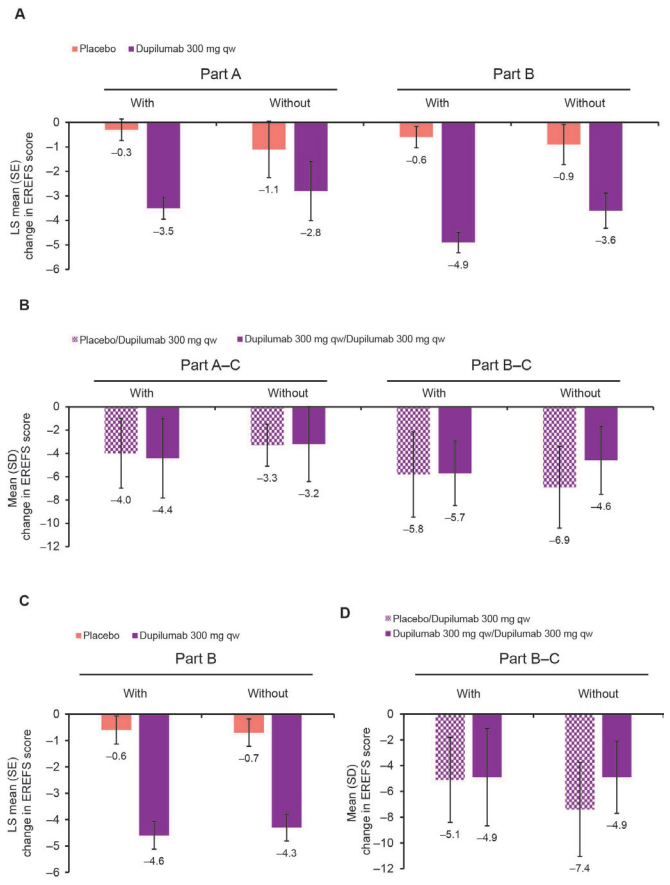 A
Placebo Dupilumab 300 mg qw
Part A Part B
With Without With Without
0
–1
–2
–3
–4
–5
–6
LS mean (SE)
change in EREFS score
–0.3 –3.5 –1.1 –2.8 –0.6 –4.9 –0.9 –3.6
B
Placebo/Dupilumab 300 mg qw Dupilumab 300 mg qw/Dupilumab 300 mg qw
Part A–C Part B–C
With Without With Without
0
–2
–4
–6
–8
–10
–12
Mean (SD)
change in EREFS score
–4.0 –4.4 –3.3 –3.2 –5.8 –5.7 –6.9 –4.6
C
Placebo Dupilumab 300 mg qw
Part B
With Without
0
–1
–2
–3
–4
–5
–6
LS mean (SE)
change in EREFS score
–0.6 –4.6 –0.7 –4.3
D
Placebo/Dupilumab 300 mg qw
Dupilumab 300 mg qw/Dupilumab 300 mg qw
Part B–C
With Without
0
–2
–4
–6
–8
–10
–12
Mean (SD)
change in EREFS score
–5.1 –4.9 –7.4 –4.9